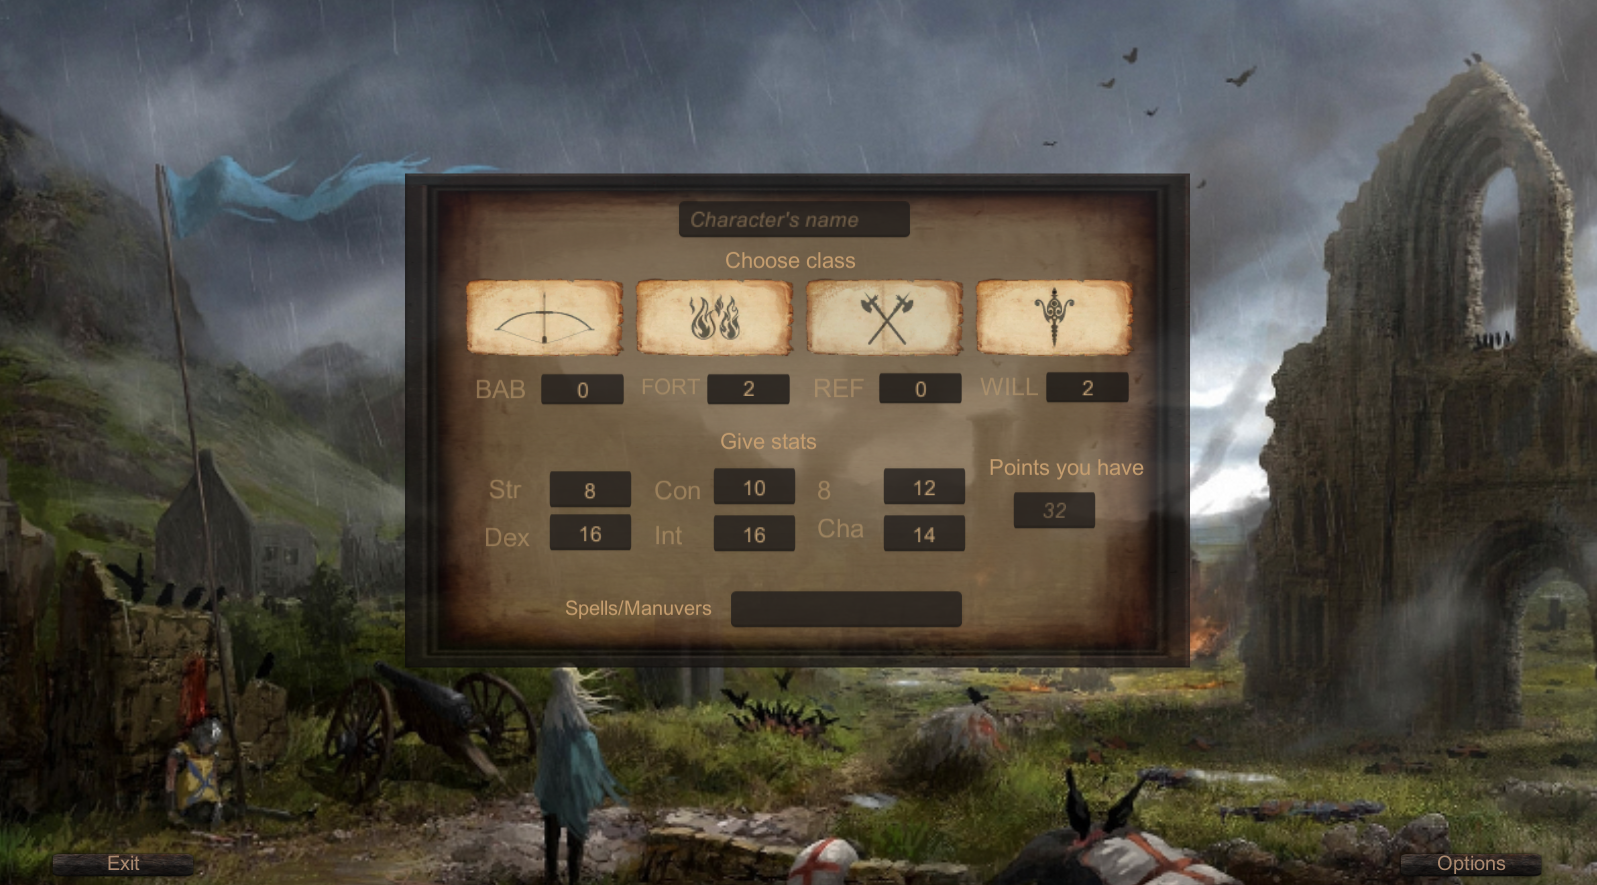 Character's name
Choose class
BAB 0 FORT 2 REF 0 WILL 2
Give stats
Points you have
Str 8 Con 10 8 12
32
Dex 16 Int 16 Cha 14
Spells/Manuvers
Exit
Options